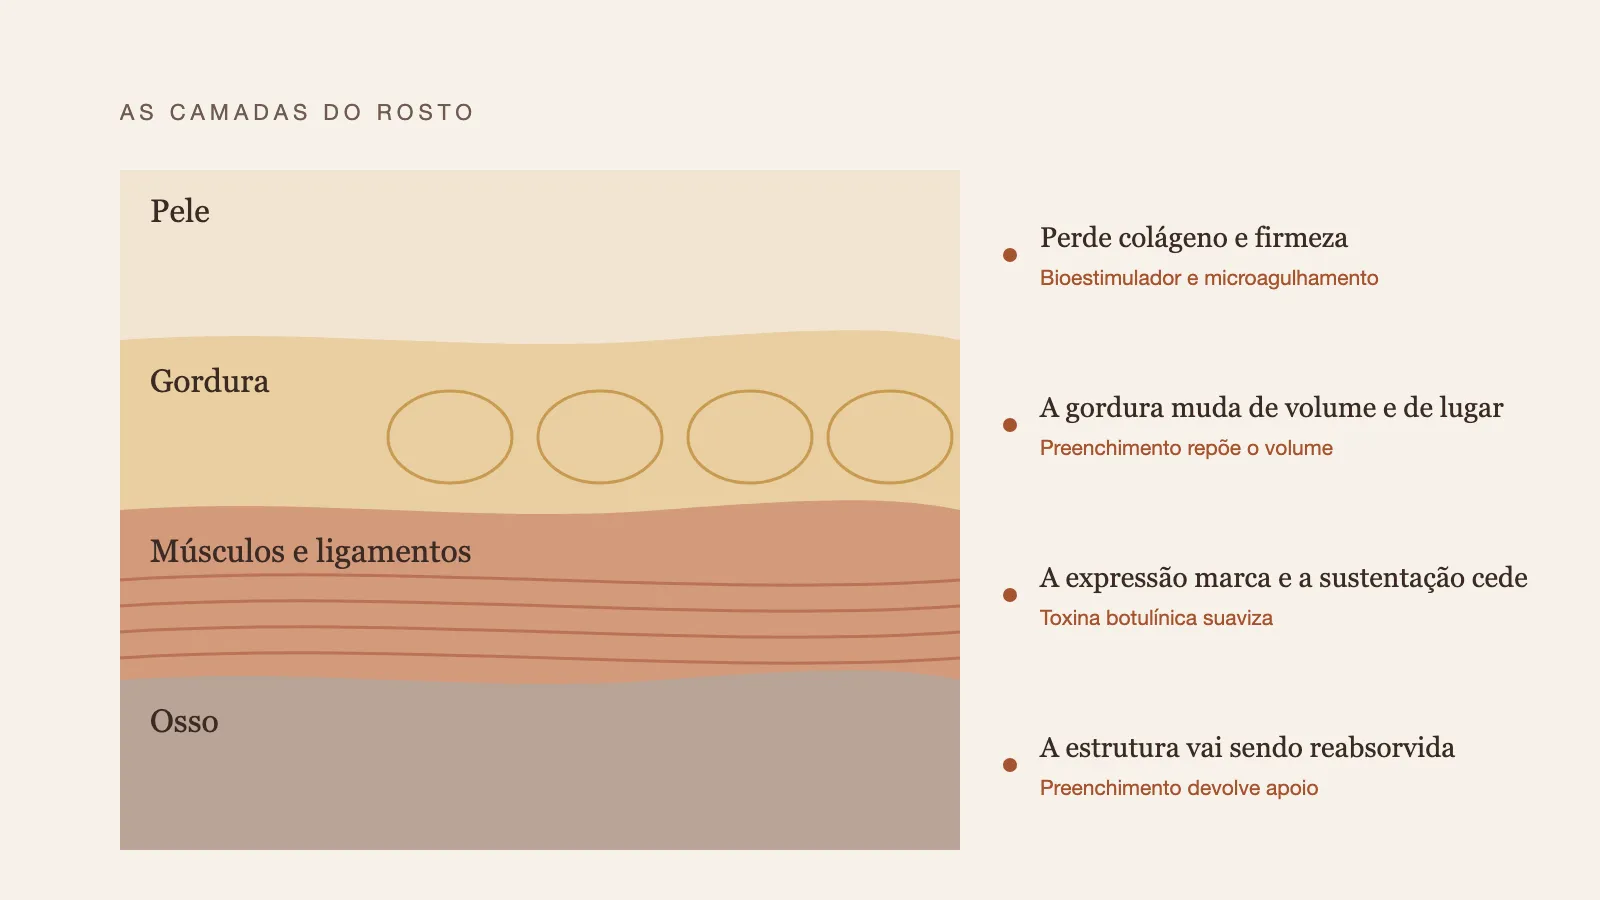 AS CAMADAS DO ROSTO
Pele
Perde colágeno e firmeza
Bioestimulador e microagulhamento
Gordura
A gordura muda de volume e de lugar
Preenchimento repõe o volume
Músculos e ligamentos
A expressão marca e a sustentação cede
Toxina botulínica suaviza
Osso
A estrutura vai sendo reabsorvida
Preenchimento devolve apoio